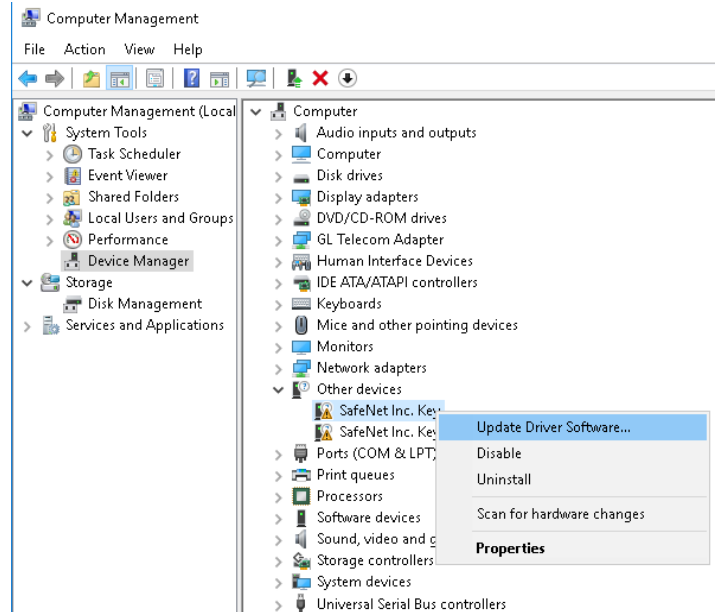 Computer Management
File Action View Help
Computer Management (Local
System Tools
Task Scheduler
Event Viewer
Shared Folders
Local Users and Groups
Performance
Device Manager
Storage
Disk Management
Services and Applications
Computer
Audio inputs and outputs
Computer
Disk drives
Display adapters
DVD/CD-ROM drives
GL Telecom Adapter
Human Interface Devices
IDE ATA/ATAPI controllers
Keyboards
Mice and other pointing devices
Monitors
Network adapters
Other devices
SafeNet Inc. Key
SafeNet Inc. Key
Ports (COM & LPT)
Print queues
Processors
Software devices
Sound, video and g
Storage controllers
System devices
Universal Serial Bus controllers
Update Driver Software...
Disable
Uninstall
Scan for hardware changes
Properties